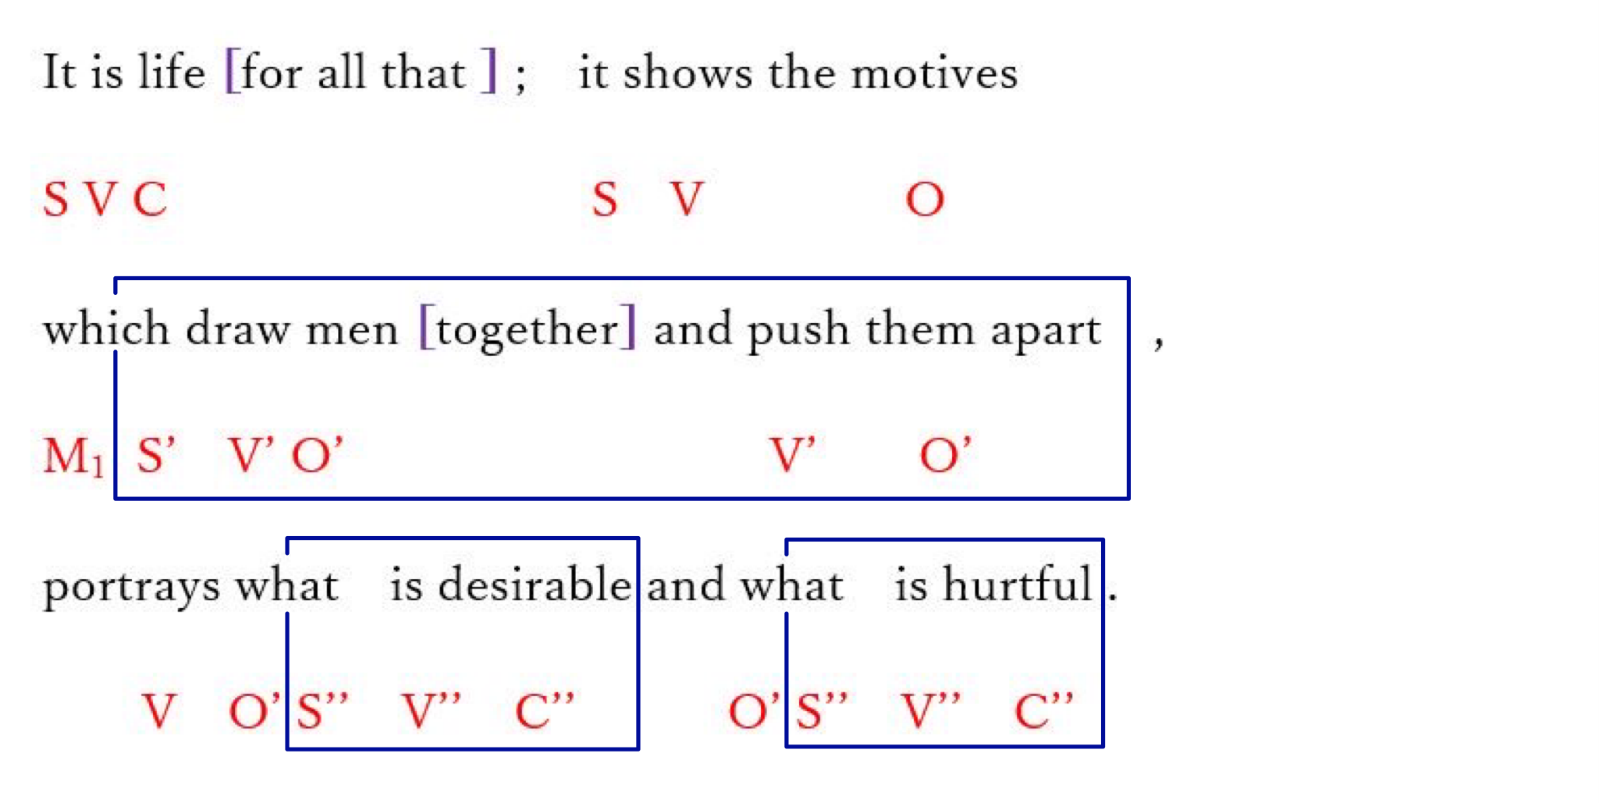 It is life [for all that ] ; it shows the motives
S V C S V O
which draw men [together] and push them apart ,
M₁ S’ V’ O’ V’ O’
portrays what is desirable and what is hurtful .
V O’ S’’ V’’ C’’ O’ S’’ V’’ C’’